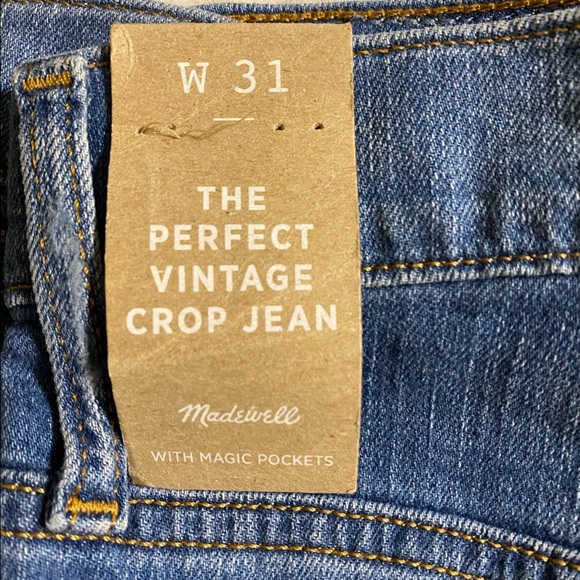 W 31
THE
PERFECT
VINTAGE
CROP JEAN
Madewell
WITH MAGIC POCKETS